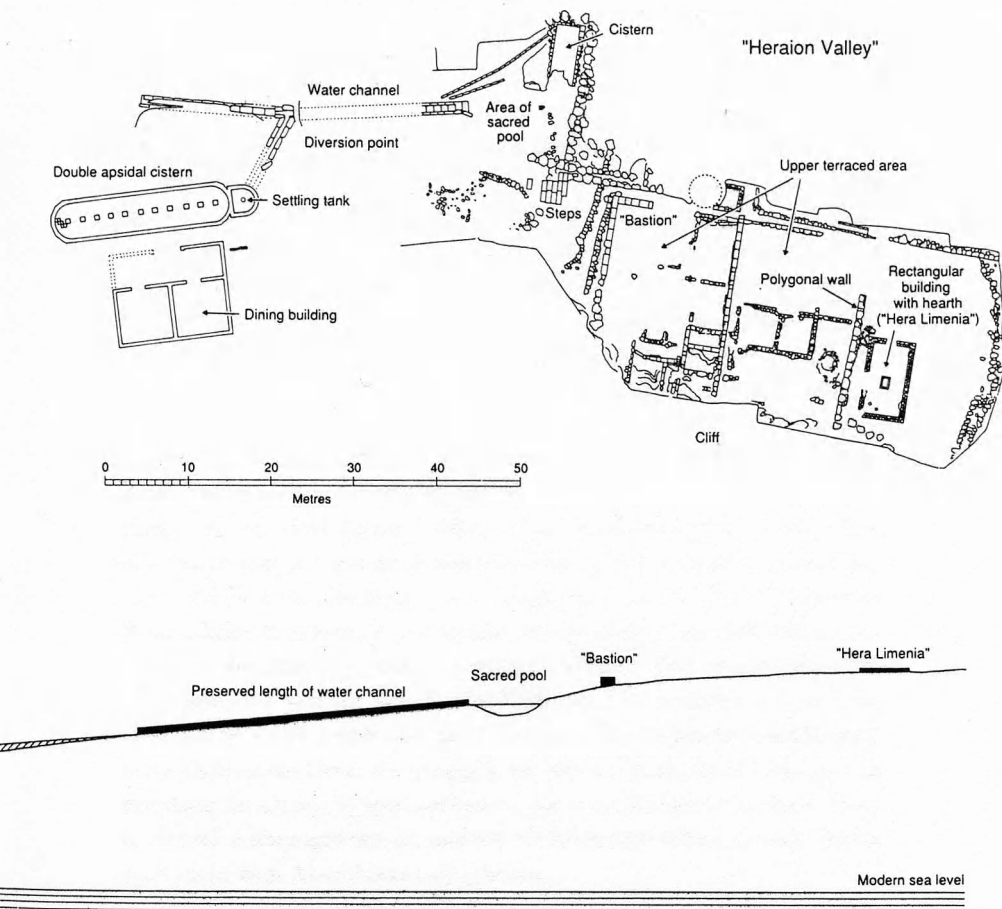 Cistern
"Heraion Valley"
Water channel
Area of
sacred
pool
Diversion point
Upper terraced area
Double apsidal cistern
Settling tank
Steps
"Bastion"
Polygonal wall
Rectangular
building
with hearth
("Hera Limenia")
Dining building
Cliff
0 10 20 30 40 50
Metres
"Bastion"
"Hera Limenia"
Sacred pool
Preserved length of water channel
Modern sea level